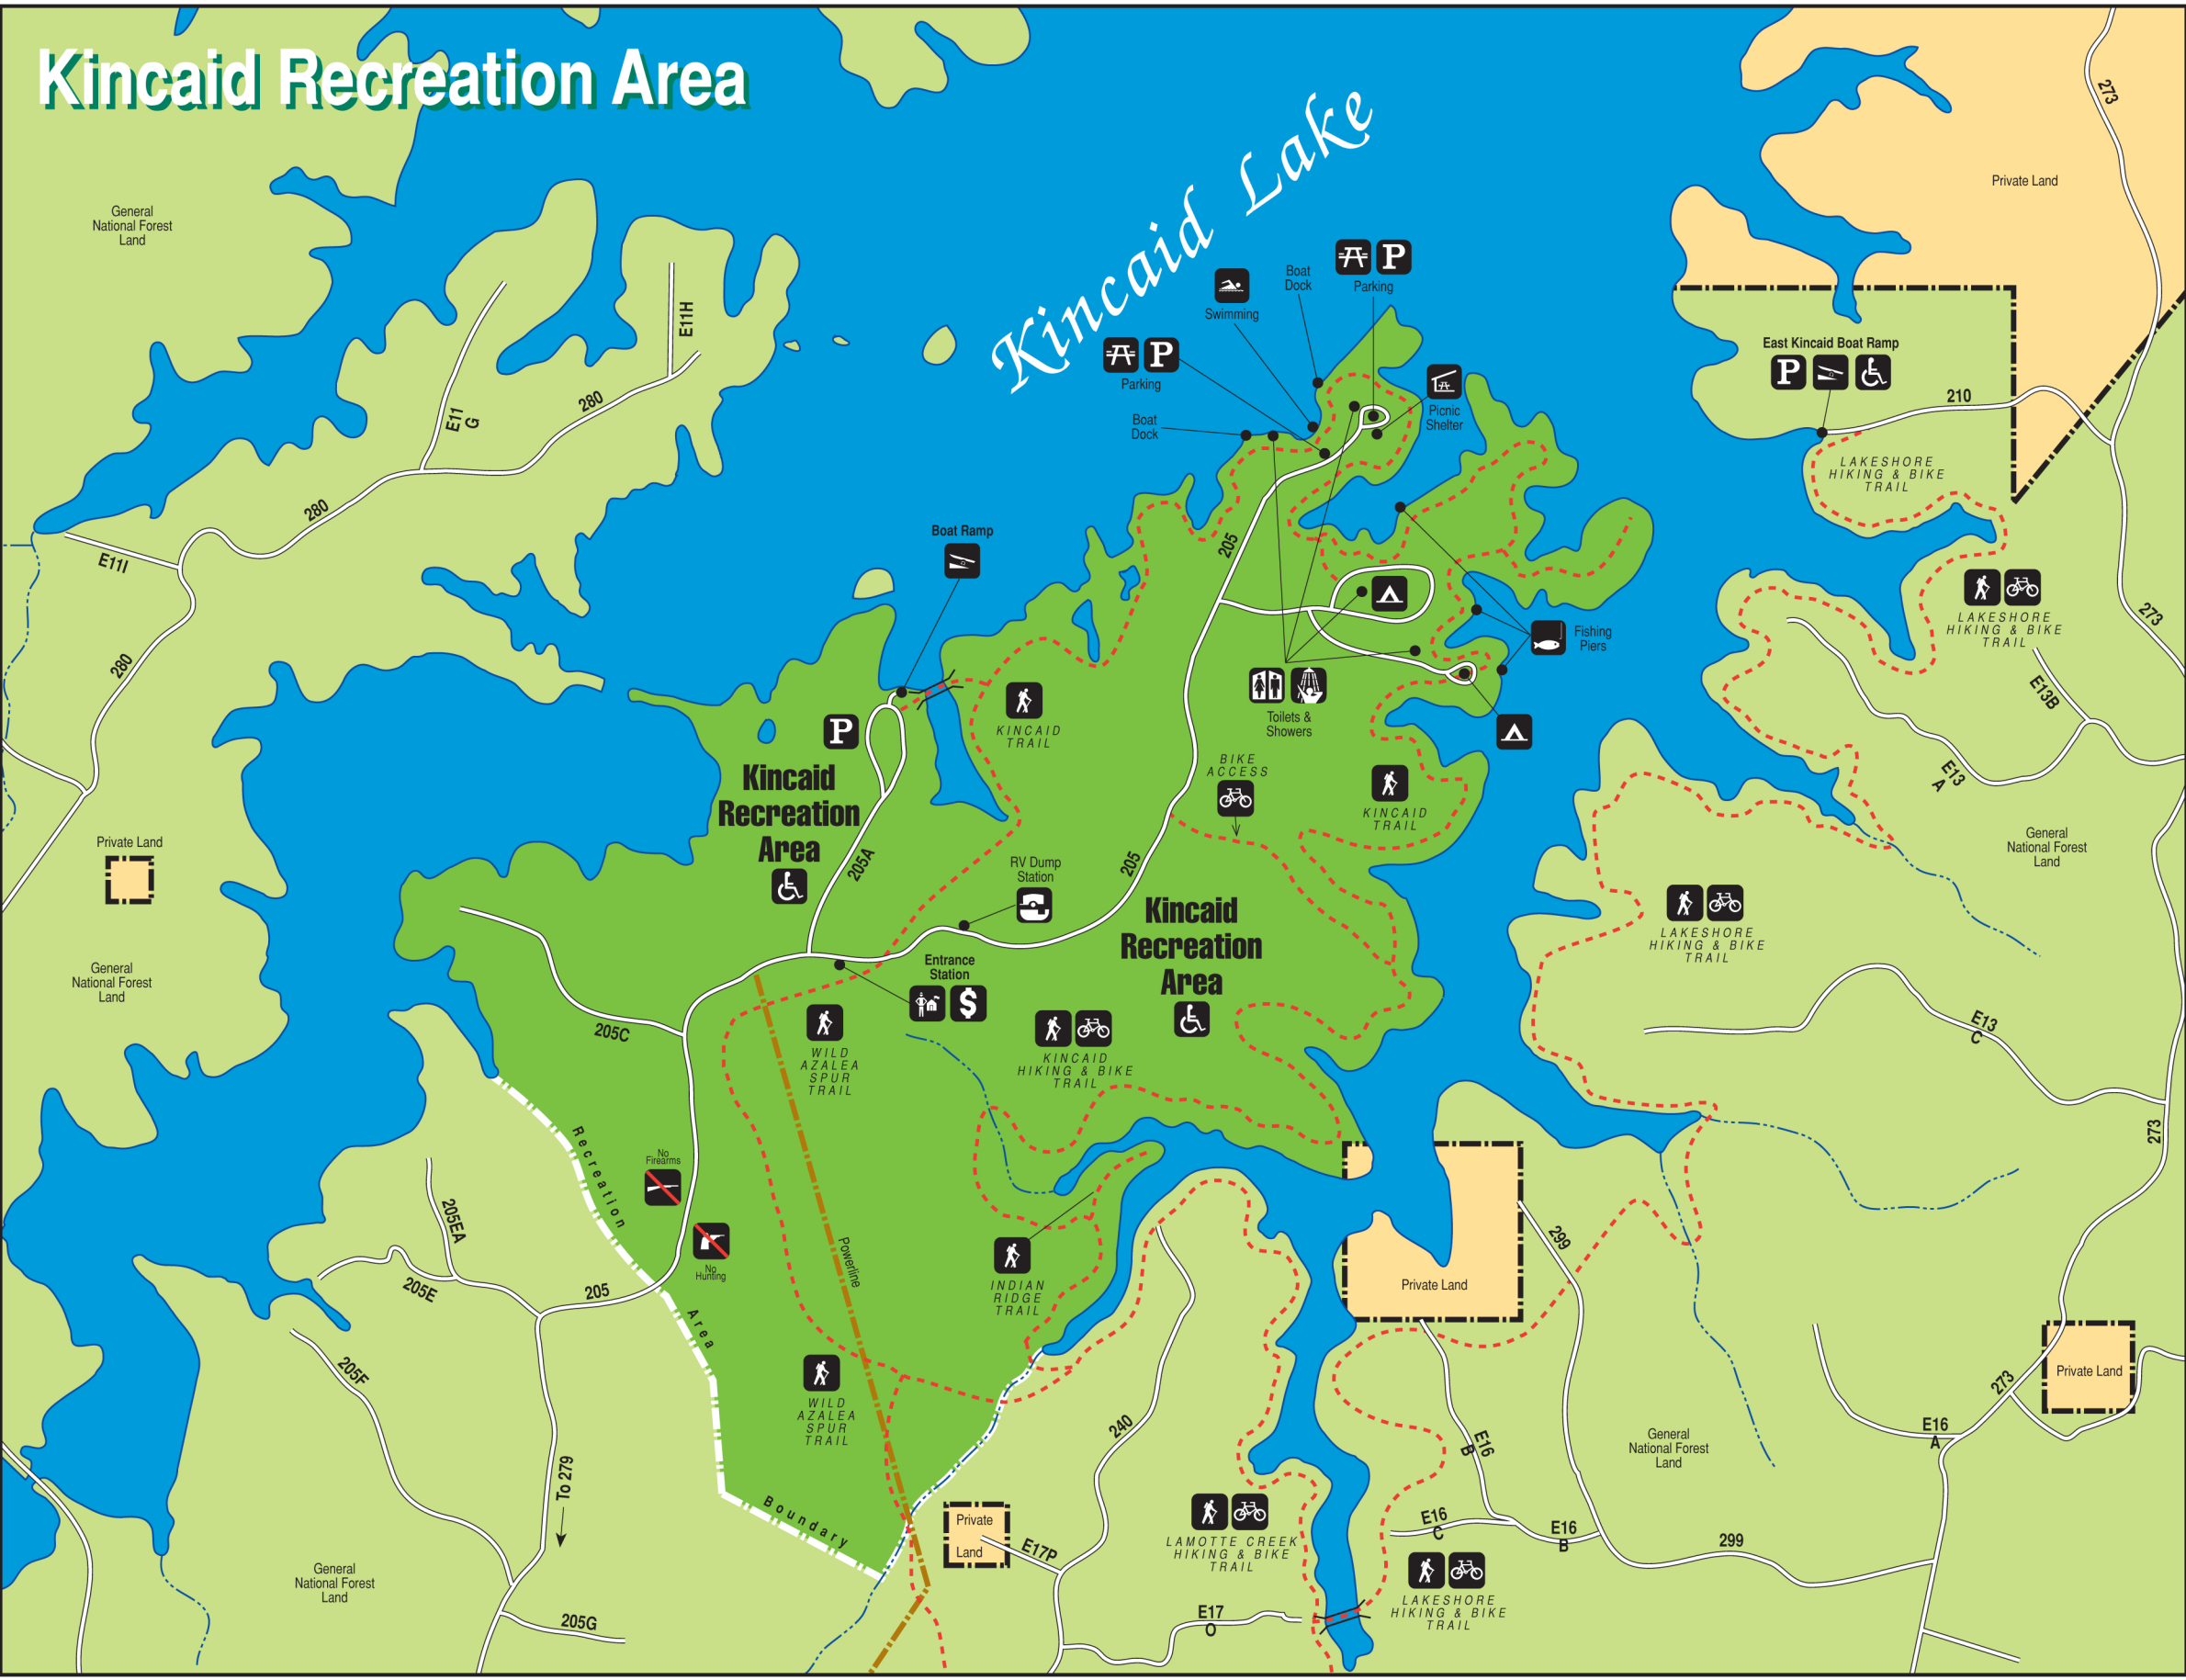 Kincaid Recreation Area
Kincaid Lake
273
Private Land
General
National Forest
Land
E11H
E11
G
280
280
E11I
280
Boat
Dock
Parking
Swimming
Parking
Boat
Dock
Picnic
Shelter
P
P
East Kincaid Boat Ramp
P
210
LAKESHORE
HIKING & BIKE
TRAIL
Boat Ramp
205
LAKESHORE
HIKING & BIKE
TRAIL
273
E13B
E13
A
Fishing
Piers
Toilets &
Showers
KINCAID
TRAIL
P
BIKE
ACCESS
KINCAID
TRAIL
Kincaid
Recreation
Area
205A
RV Dump
Station
205
Private Land
General
National Forest
Land
General
National Forest
Land
LAKESHORE
HIKING & BIKE
TRAIL
Kincaid
Recreation
Area
Entrance
Station
$
205C
WILD
AZALEA
SPUR
TRAIL
KINCAID
HIKING & BIKE
TRAIL
E13
C
273
Recreation
Area
Boundary
No
Firearms
No
Hunting
205EA
205E
205
205F
Powerline
INDIAN
RIDGE
TRAIL
Private Land
299
Private Land
273
WILD
AZALEA
SPUR
TRAIL
240
E16
B
General
National Forest
Land
E16
A
To 279
Private
Land
E17P
LAMOTTE CREEK
HIKING & BIKE
TRAIL
E16
C
E16
B
299
General
National Forest
Land
205G
E17
O
LAKESHORE
HIKING & BIKE
TRAIL